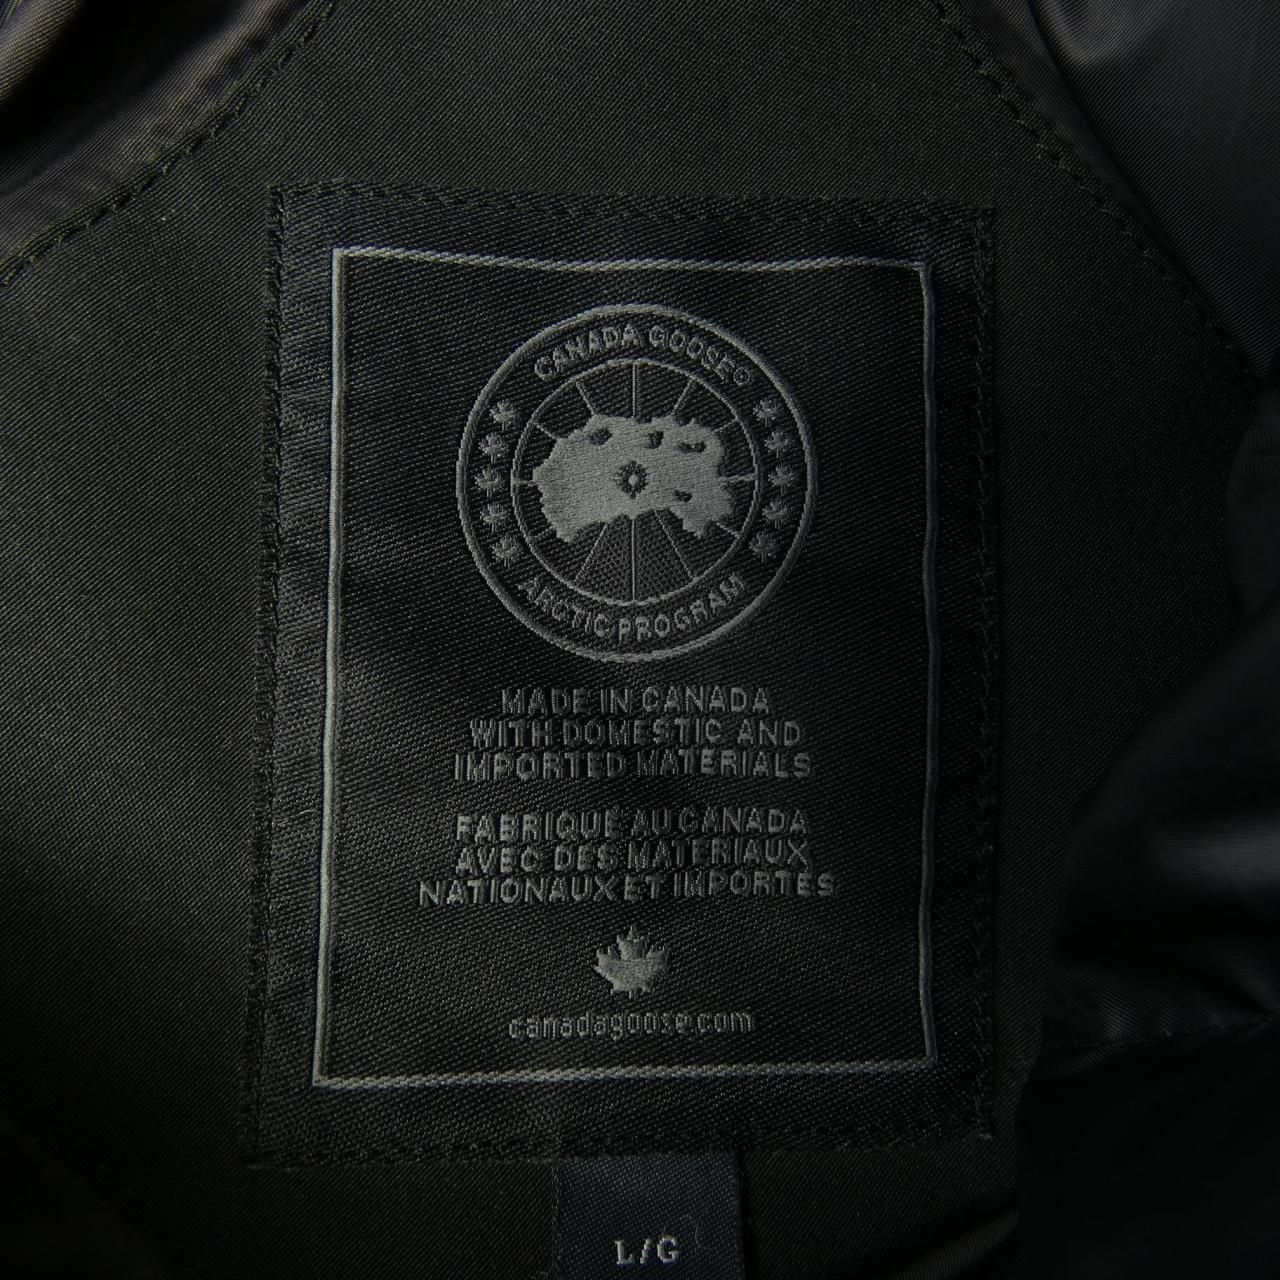 CANADA GOOSE®
ARCTIC PROGRAM
MADE IN CANADA
WITH DOMESTIC AND
IMPORTED MATERIALS
FABRIQUÉ AU CANADA
AVEC DES MATERIAUX
NATIONAUX ET IMPORTES
canadagoose.com
L/G